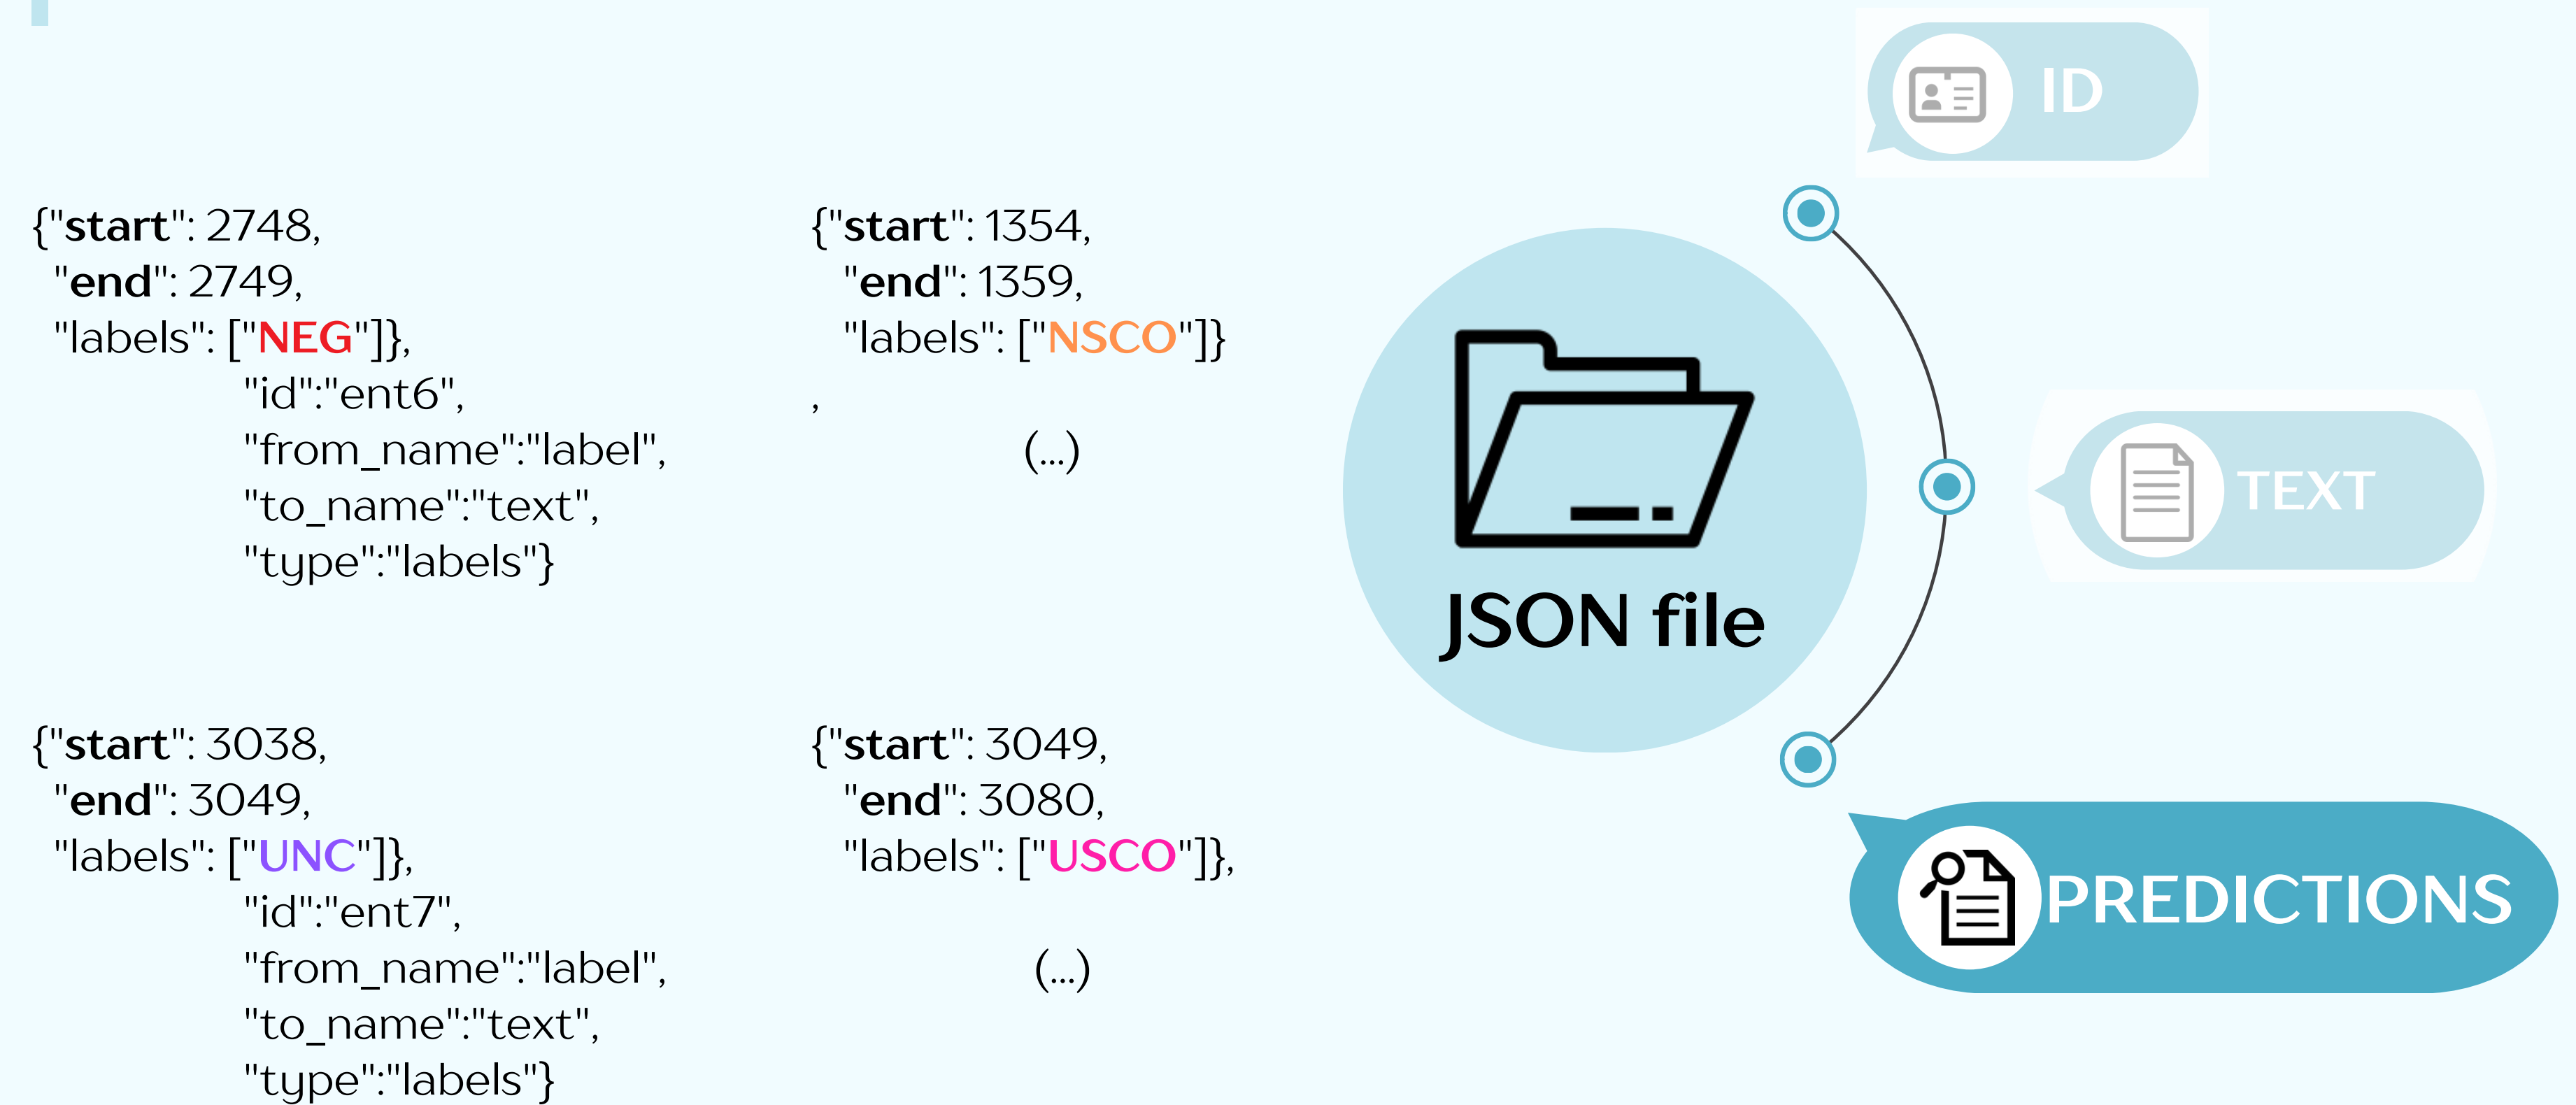 {"start": 2748,
"end": 2749,
"labels": ["NEG"]},
"id":"ent6",
"from_name":"label",
"to_name":"text",
"type":"labels"}
{"start": 1354,
"end": 1359,
"labels": ["NSCO"]}
,
(...)
{"start": 3038,
"end": 3049,
"labels": ["UNC"]},
"id":"ent7",
"from_name":"label",
"to_name":"text",
"type":"labels"}
{"start": 3049,
"end": 3080,
"labels": ["USCO"]},
(...)
JSON file
ID
TEXT
PREDICTIONS